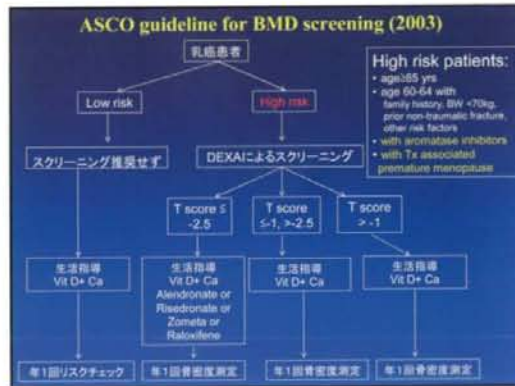 ASCO guideline for BMD screening (2003)
乳癌患者
High risk patients:
• age≥65 yrs
• age 60-64 with
family history, BW <70kg,
prior non-traumatic fracture,
other risk factors
• with aromatase inhibitors
• with Tx associated
premature menopause
Low risk
High risk
スクリーニング推奨せず
DEXAによるスクリーニング
T score ≤
-2.5
T score
≤-1, >-2.5
T score
> -1
生活指導
Vit D+ Ca
生活指導
Vit D+ Ca
Alendronate or
Risedronate or
Zometa or
Raloxifene
生活指導
Vit D+ Ca
生活指導
Vit D+ Ca
年1回リスクチェック
年1回骨密度測定
年1回骨密度測定
年1回骨密度測定